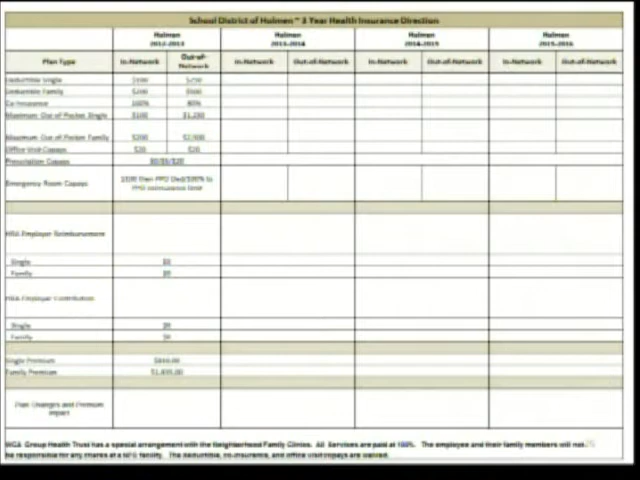 School District of Holmen ~ 3 Year Health Insurance Direction
Holmen 2012-2013 Holmen 2013-2014 Holmen 2014-2015 Holmen 2015-2016
Plan Type In-Network Out-of-Network In-Network Out-of-Network In-Network Out-of-Network In-Network Out-of-Network
Deductible Single $100 $250
Deductible Family $200 $500
Co-Insurance 100% 80%
Maximum Out of Pocket Single $100
Maximum Out of Pocket Family $200
Office Visit Copays $20 $20
Prescription Copays
Emergency Room Copays
HRA Employer Reimbursement
Single $0
Family $0
HSA Employer Contribution
Single $0
Family $0
Single Premium
Family Premium
Plan Changes and Premium Impact
WEA Group Health Trust has a special arrangement with the Neighborhood Family Clinics. All Services are paid at 100%. The employee and their family members will not
be responsible for any charges at a NFC facility. The deductible, co-insurance, and office visit copays are waived.